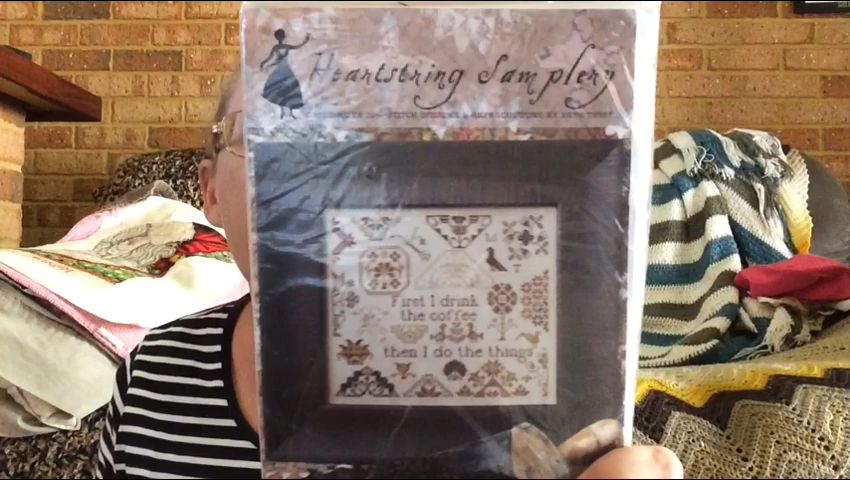 Heartstring Samplery
First I drink
the coffee
then I do the things